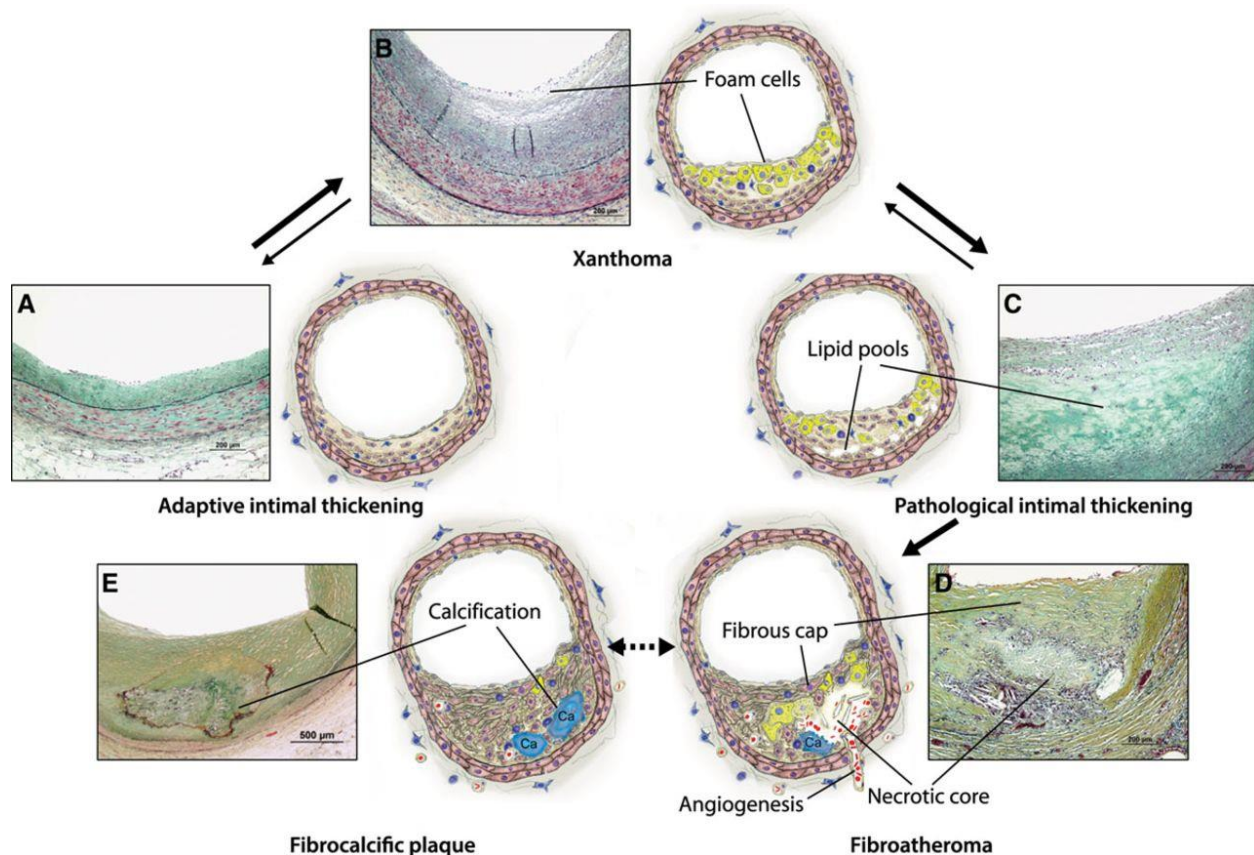 B
Foam cells
200 µm
Xanthoma
A
200 µm
Adaptive intimal thickening
C
Lipid pools
200 µm
Pathological intimal thickening
E
Calcification
500 µm
Ca
Ca
Fibrocalcific plaque
D
Fibrous cap
200 µm
Ca
Angiogenesis
Necrotic core
Fibroatheroma